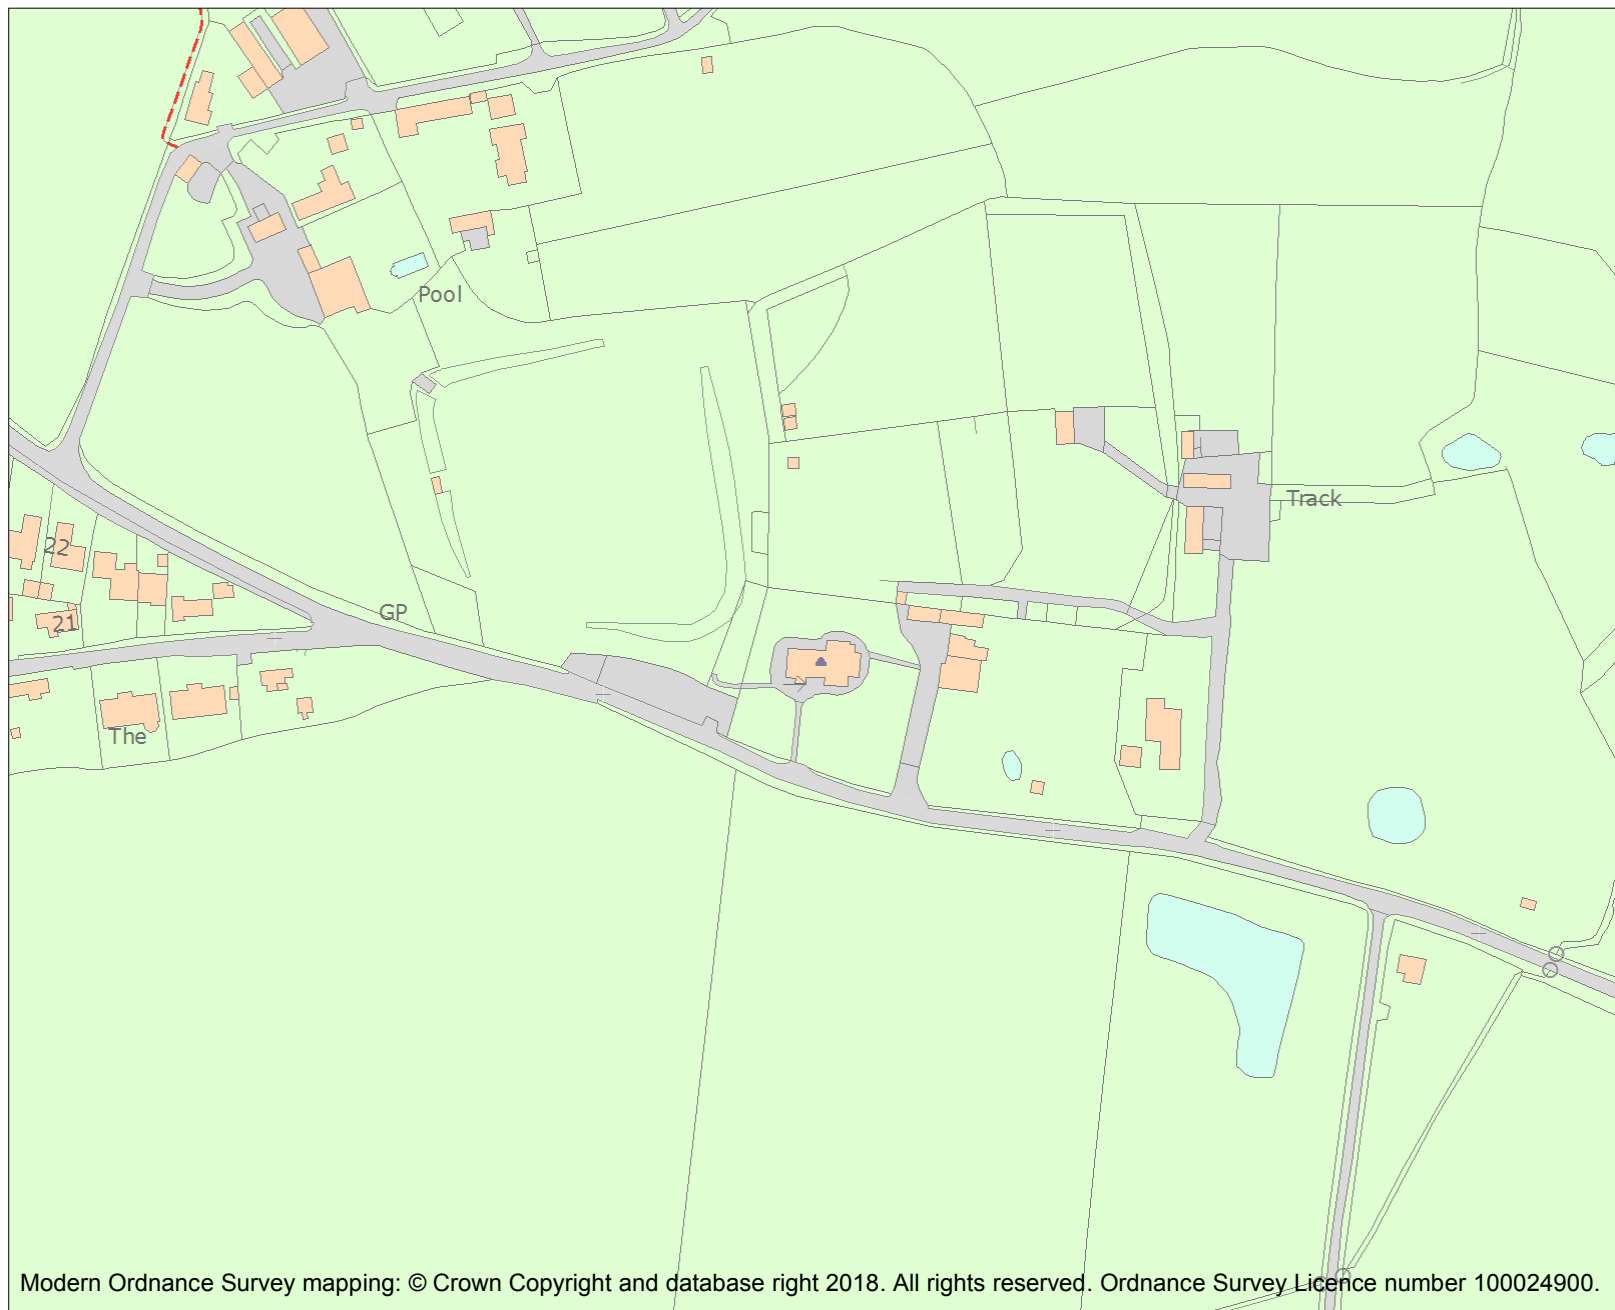 Pool
Track
22
GP
21
The
Modern Ordnance Survey mapping: © Crown Copyright and database right 2018. All rights reserved. Ordnance Survey Licence number 100024900.